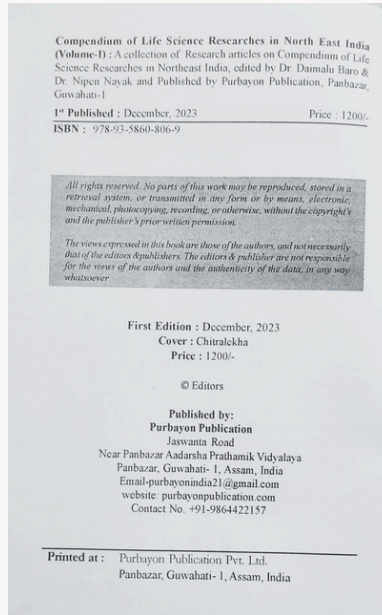 Compendium of Life Science Researches in North East India
(Volume-I) : A collection of Research articles on Compendium of Life
Science Researches in Northeast India, edited by Dr. Daimalu Baro &
Dr. Nipen Nayak and Published by Purbayon Publication, Panbazar,
Guwahati-1
1st Published : December, 2023 Price : 1200/-
ISBN : 978-93-5860-806-9
All rights reserved. No parts of this work may be reproduced, stored in a
retrieval system, or transmitted in any form or by means, electronic,
mechanical, photocopying, recording, or otherwise, without the copyright's
and the publisher's prior written permission.
The views expressed in this book are those of the authors, and not necessarily
that of the editors &publishers. The editors & publisher are not responsible
for the views of the authors and the authenticity of the data, in any way
whatsoever
First Edition : December, 2023
Cover : Chitralekha
Price : 1200/-
© Editors
Published by:
Purbayon Publication
Jaswanta Road
Near Panbazar Aadarsha Prathamik Vidyalaya
Panbazar, Guwahati- 1, Assam, India
Email-purbayonindia21@gmail.com
website: purbayonpublication.com
Contact No. +91-9864422157
Printed at : Purbayon Publication Pvt. Ltd.
Panbazar, Guwahati- 1, Assam, India